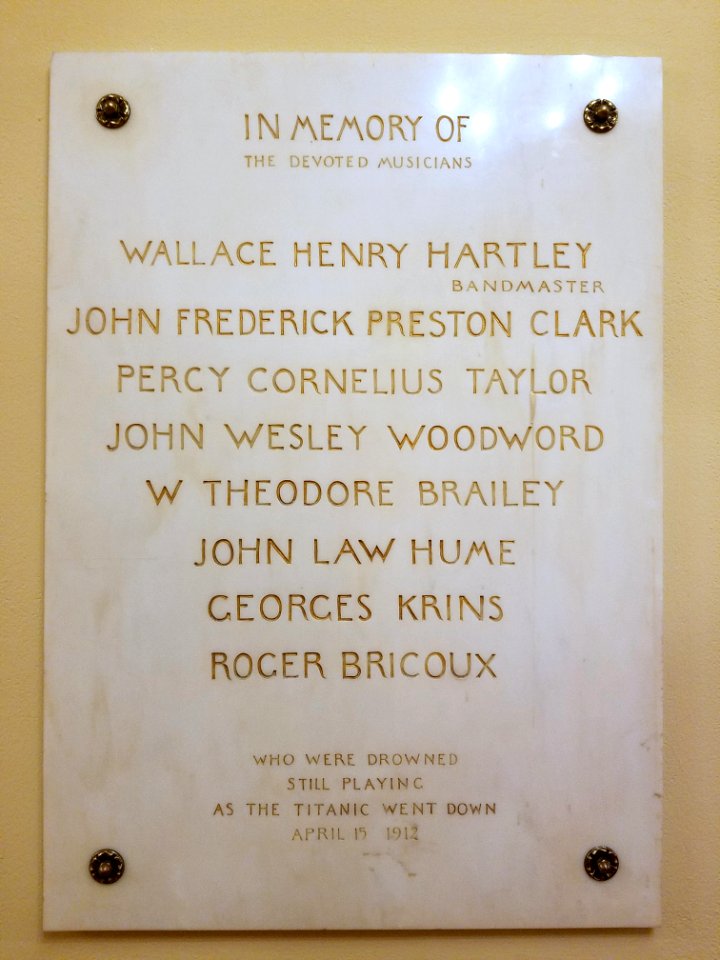 IN MEMORY OF
THE DEVOTED MUSICIANS
WALLACE HENRY HARTLEY
BANDMASTER
JOHN FREDERICK PRESTON CLARK
PERCY CORNELIUS TAYLOR
JOHN WESLEY WOODWORD
W THEODORE BRAILEY
JOHN LAW HUME
GEORGES KRINS
ROGER BRICOUX
WHO WERE DROWNED
STILL PLAYING
AS THE TITANIC WENT DOWN
APRIL 15 1912